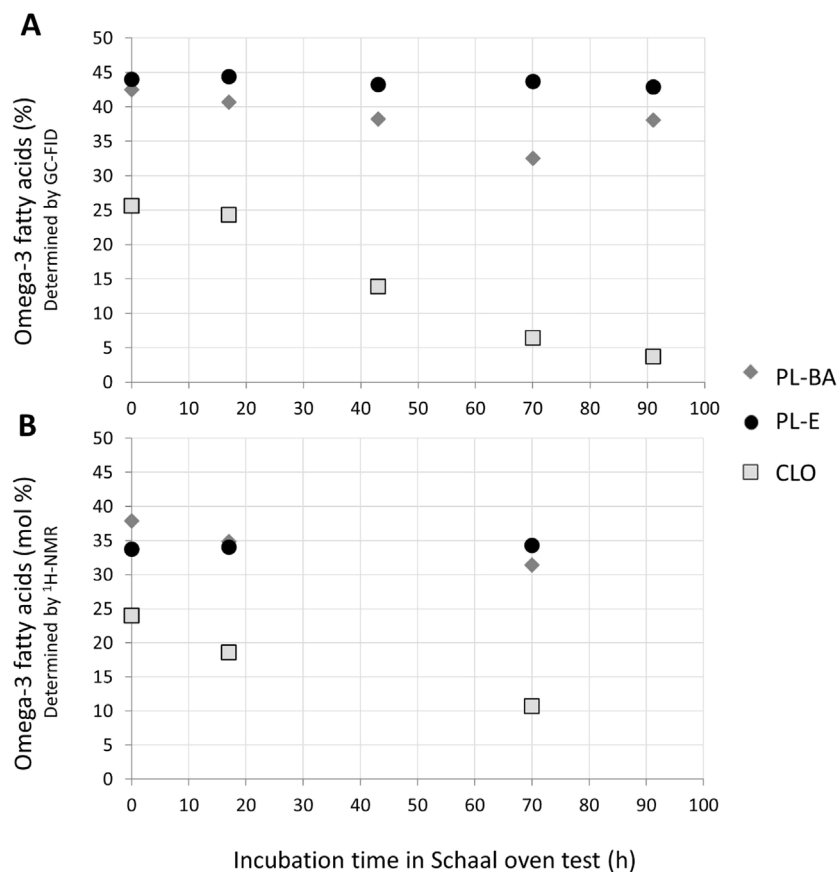 A
Omega-3 fatty acids (%)
Determined by GC-FID
50
45
40
35
30
25
20
15
10
5
0
0 10 20 30 40 50 60 70 80 90 100
PL-BA
PL-E
CLO
B
Omega-3 fatty acids (mol %)
Determined by ¹H-NMR
50
45
40
35
30
25
20
15
10
5
0
0 10 20 30 40 50 60 70 80 90 100
Incubation time in Schaal oven test (h)